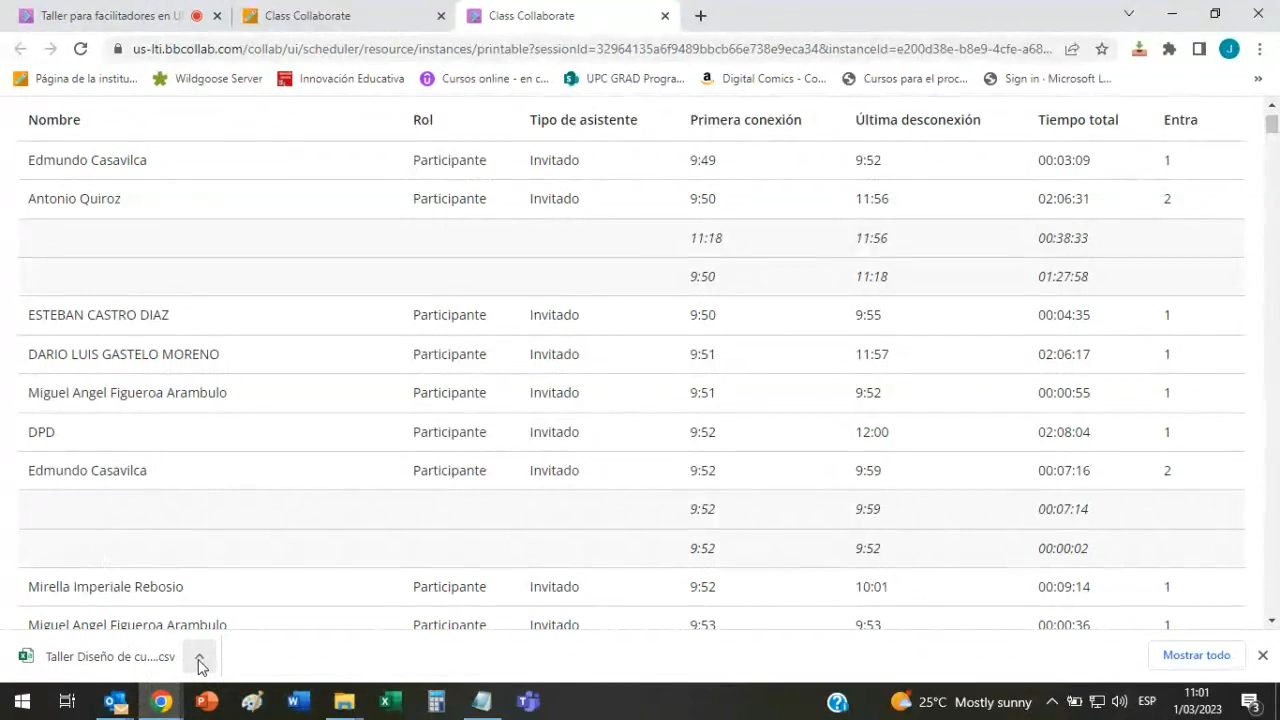 Taller para facilitadores en U
Class Collaborate
Class Collaborate
us-lti.bbcollab.com/collab/ui/scheduler/resource/instances/printable?sessionId=32964135a6f9489bbcb66e738e9eca34&instanceId=e200d38e-b8e9-4cfe-a68...
J
Página de la institu...
Wildgoose Server
Innovación Educativa
Cursos online - en c...
UPC GRAD Progra...
Digital Comics - Co...
Cursos para el proc...
Sign in · Microsoft L...
»
Nombre Rol Tipo de asistente Primera conexión Última desconexión Tiempo total Entra
Edmundo Casavilca Participante Invitado 9:49 9:52 00:03:09 1
Antonio Quiroz Participante Invitado 9:50 11:56 02:06:31 2
11:18 11:56 00:38:33
9:50 11:18 01:27:58
ESTEBAN CASTRO DIAZ Participante Invitado 9:50 9:55 00:04:35 1
DARIO LUIS GASTELO MORENO Participante Invitado 9:51 11:57 02:06:17 1
Miguel Angel Figueroa Arambulo Participante Invitado 9:51 9:52 00:00:55 1
DPD Participante Invitado 9:52 12:00 02:08:04 1
Edmundo Casavilca Participante Invitado 9:52 9:59 00:07:16 2
9:52 9:59 00:07:14
9:52 9:52 00:00:02
Mirella Imperiale Rebosio Participante Invitado 9:52 10:01 00:09:14 1
Miguel Angel Figueroa Arambulo Participante Invitado 9:53 9:53 00:00:36 1
Taller Diseño de cu....csv
Mostrar todo
25°C Mostly sunny
ESP
11:01
1/03/2023
3